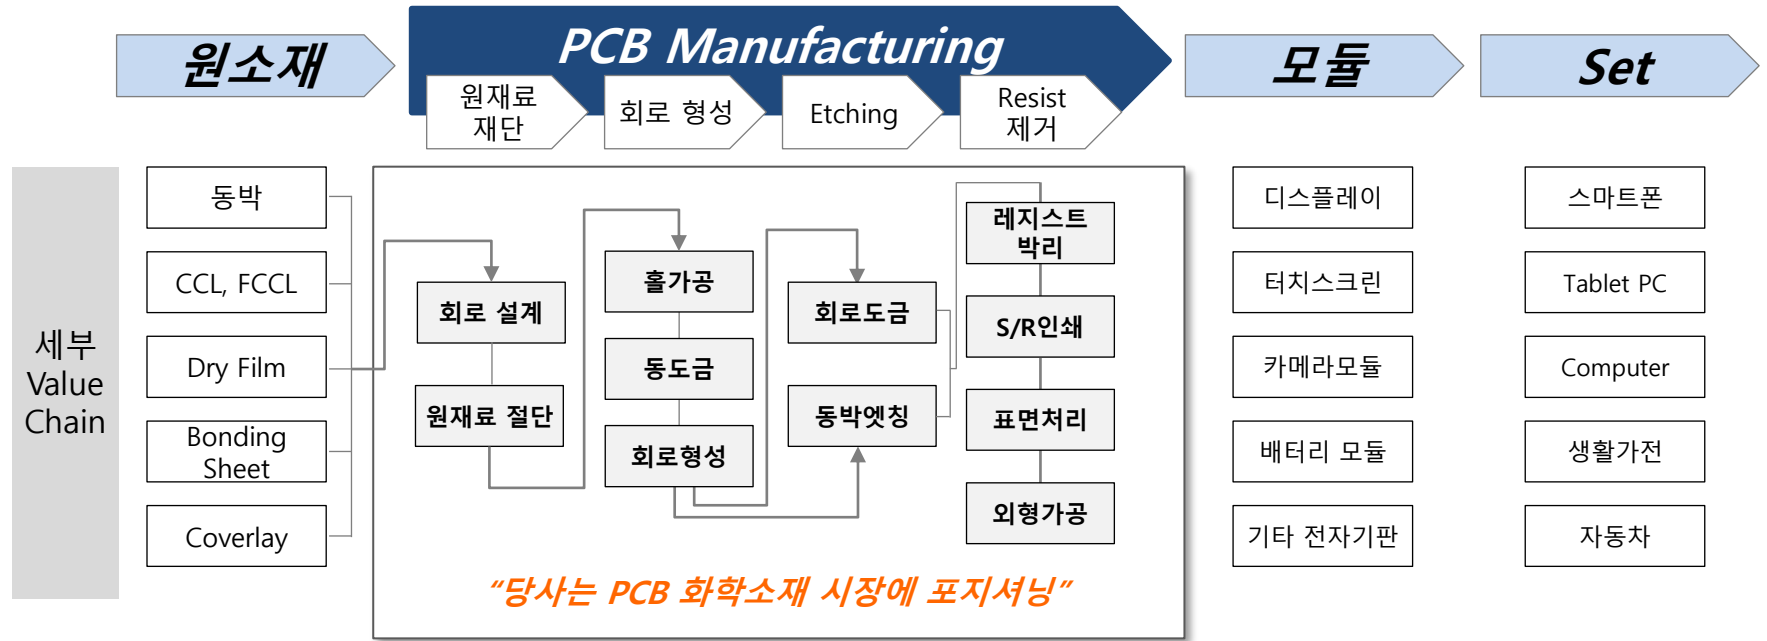 원소재
PCB Manufacturing
원재료
재단
회로 형성
Etching
Resist
제거
모듈
Set
세부
Value
Chain
동박
CCL, FCCL
Dry Film
Bonding
Sheet
Coverlay
회로 설계
원재료 절단
홀가공
동도금
회로형성
회로도금
동박엣칭
레지스트
박리
S/R인쇄
표면처리
외형가공
“당사는 PCB 화학소재 시장에 포지셔닝”
디스플레이
터치스크린
카메라모듈
배터리 모듈
기타 전자기판
스마트폰
Tablet PC
Computer
생활가전
자동차